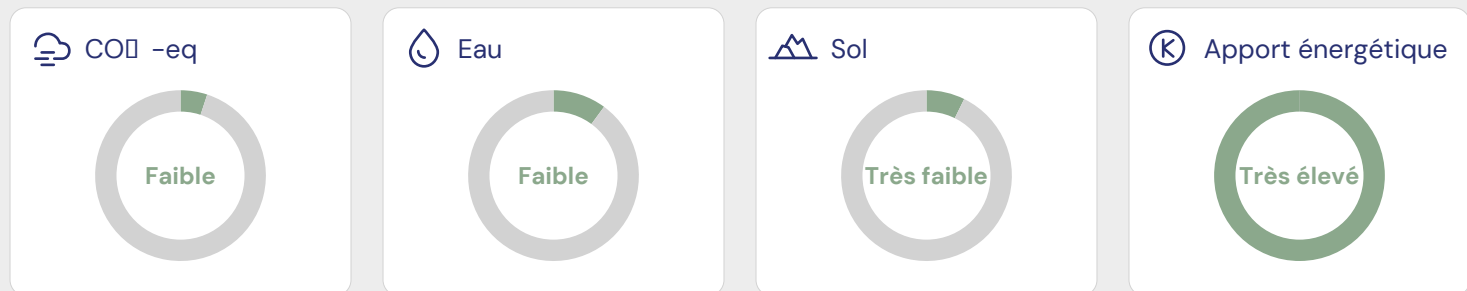 CO▯ -eq
Eau
Sol
Apport énergétique
Faible
Faible
Très faible
Très élevé